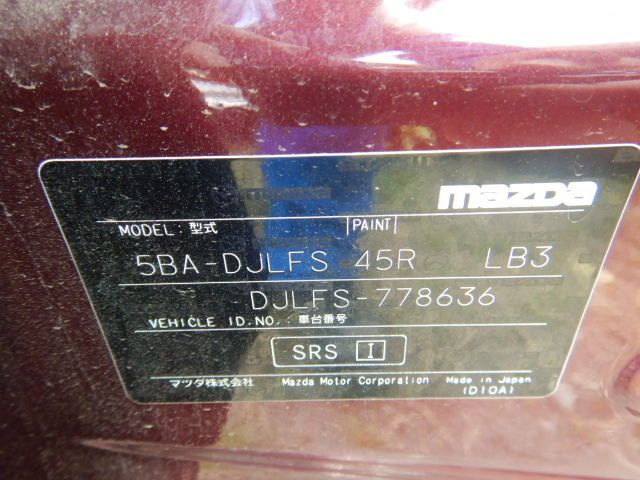 mazda
MODEL: 型式 PAINT
5BA-DJLFS 45R LB3
DJLFS-778636
VEHICLE ID.NO.: 車台番号
SRS I
マツダ株式会社 Mazda Motor Corporation Made in Japan
(D10A)